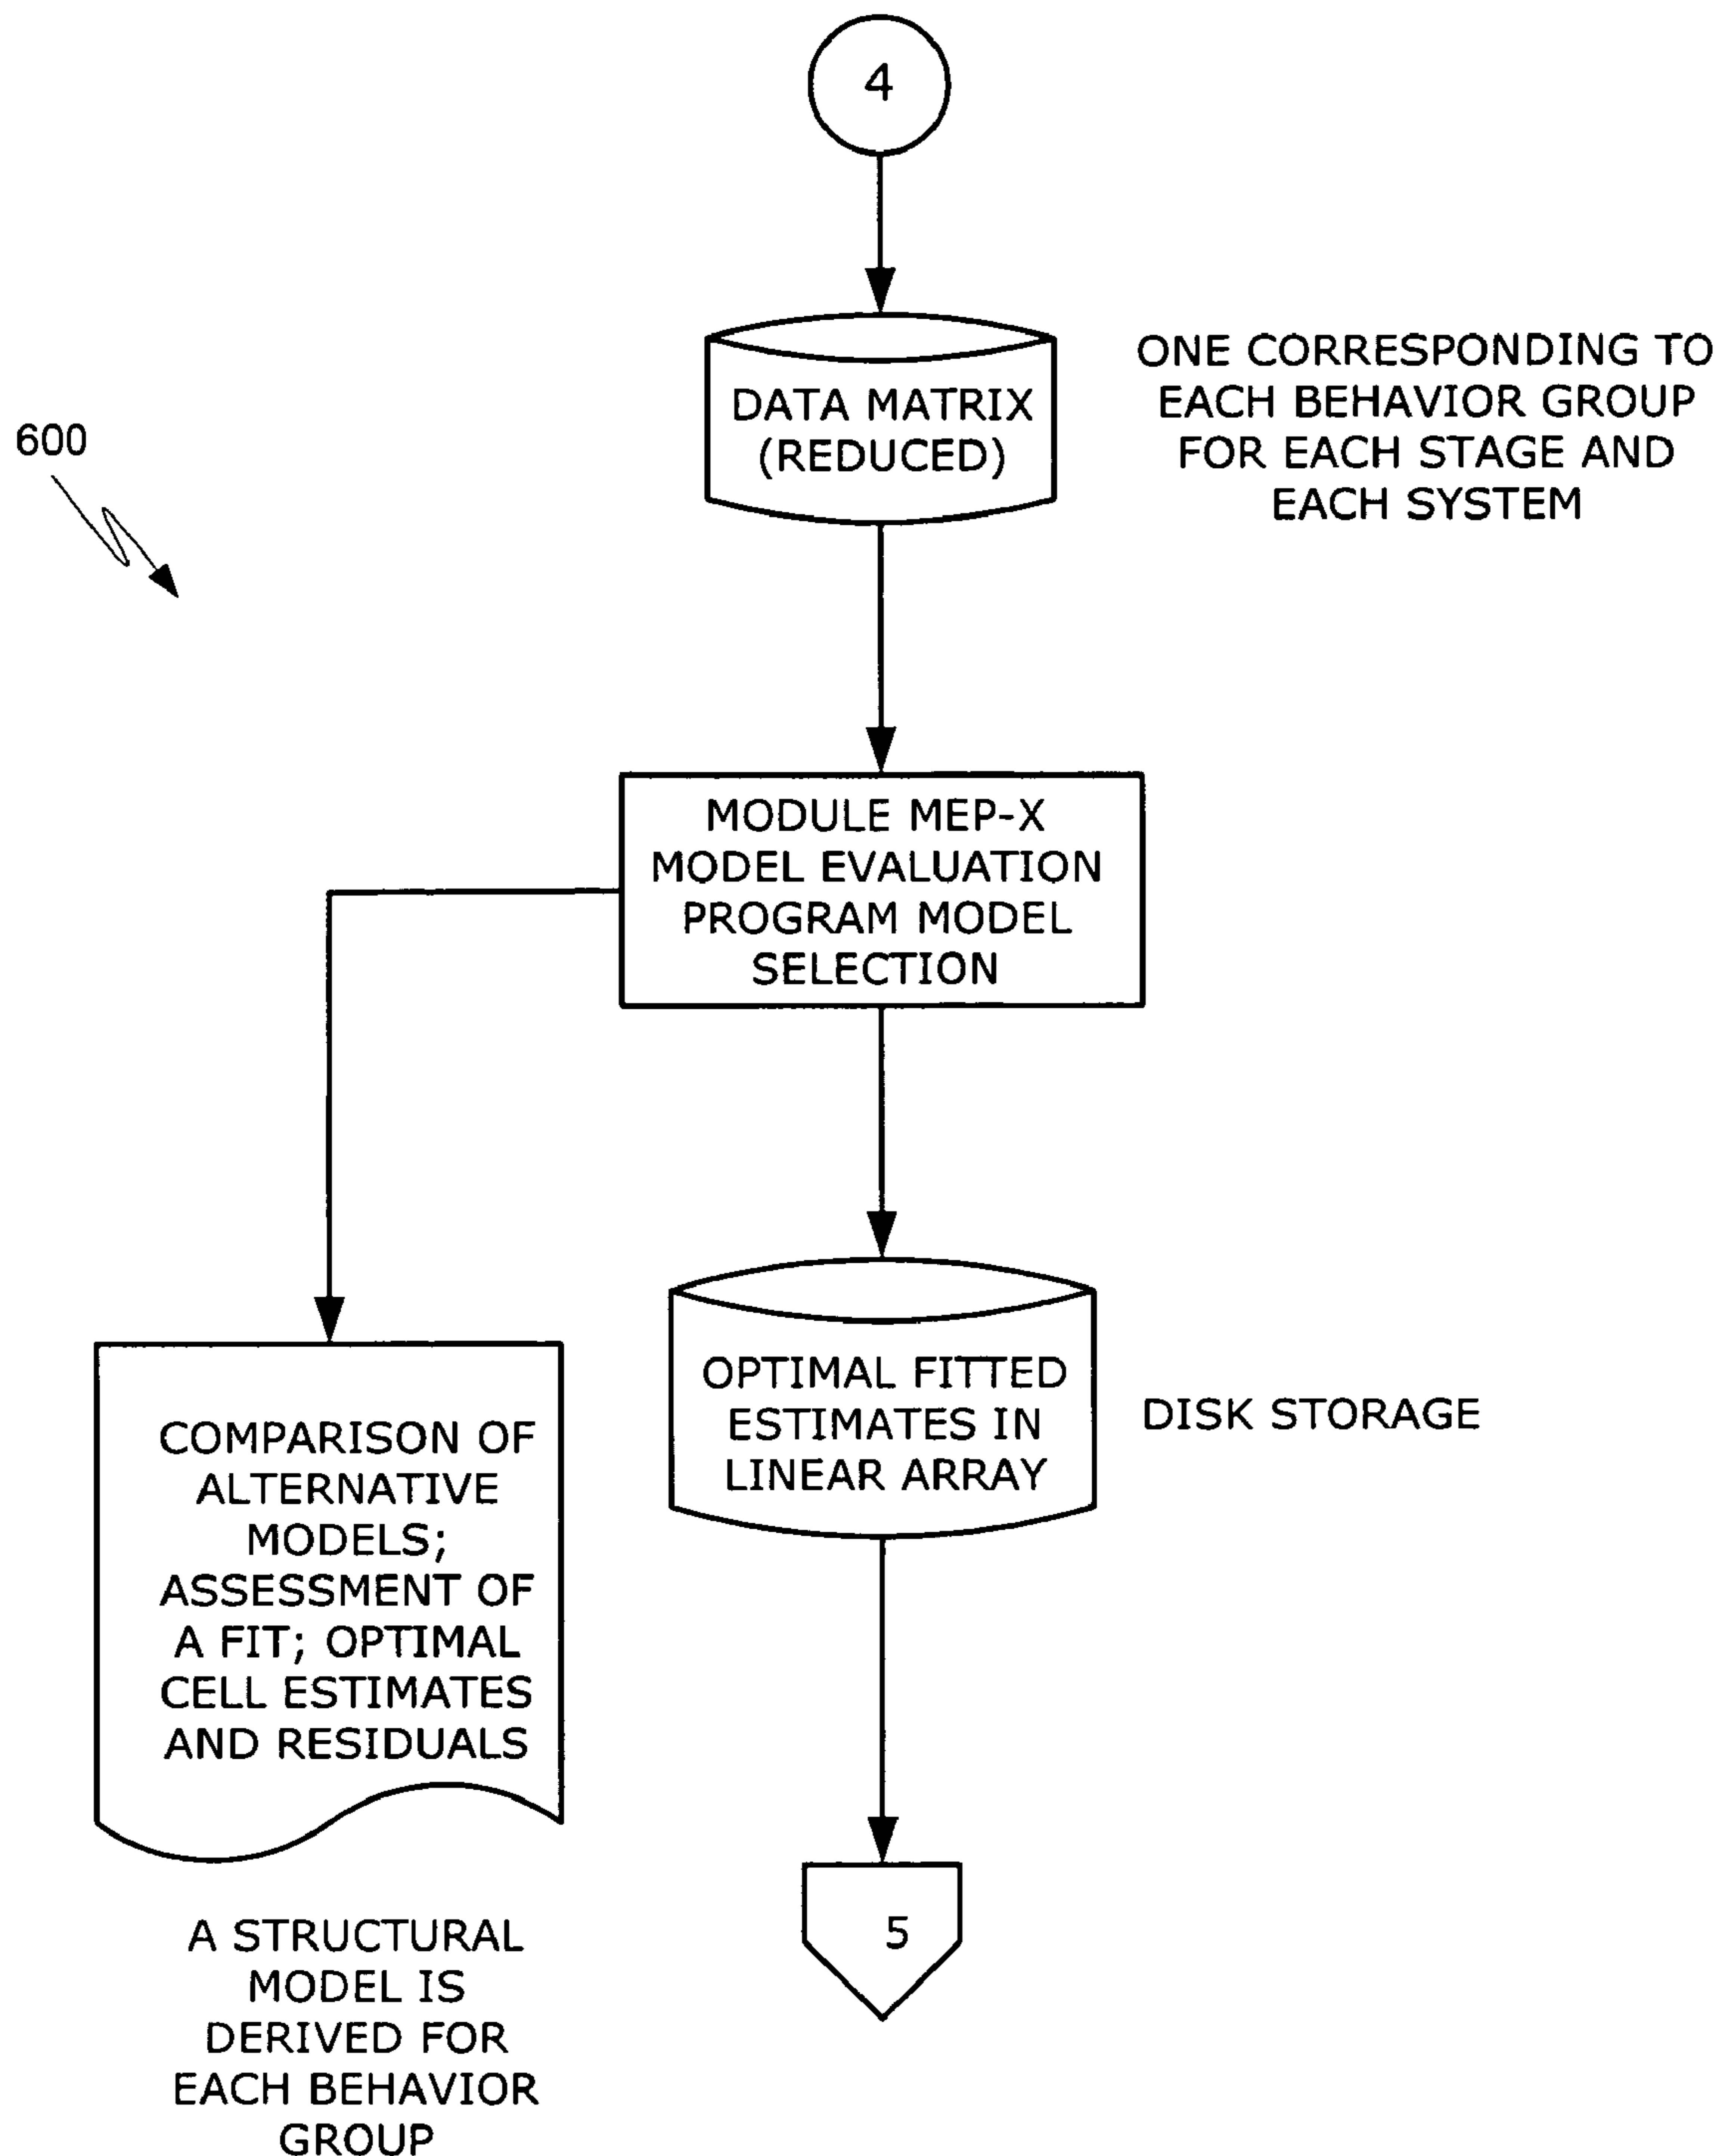 4
DATA MATRIX
(REDUCED)
ONE CORRESPONDING TO
EACH BEHAVIOR GROUP
FOR EACH STAGE AND
EACH SYSTEM
600
MODULE MEP-X
MODEL EVALUATION
PROGRAM MODEL
SELECTION
COMPARISON OF
ALTERNATIVE
MODELS;
ASSESSMENT OF
A FIT; OPTIMAL
CELL ESTIMATES
AND RESIDUALS
OPTIMAL FITTED
ESTIMATES IN
LINEAR ARRAY
DISK STORAGE
A STRUCTURAL
MODEL IS
DERIVED FOR
EACH BEHAVIOR
GROUP
5